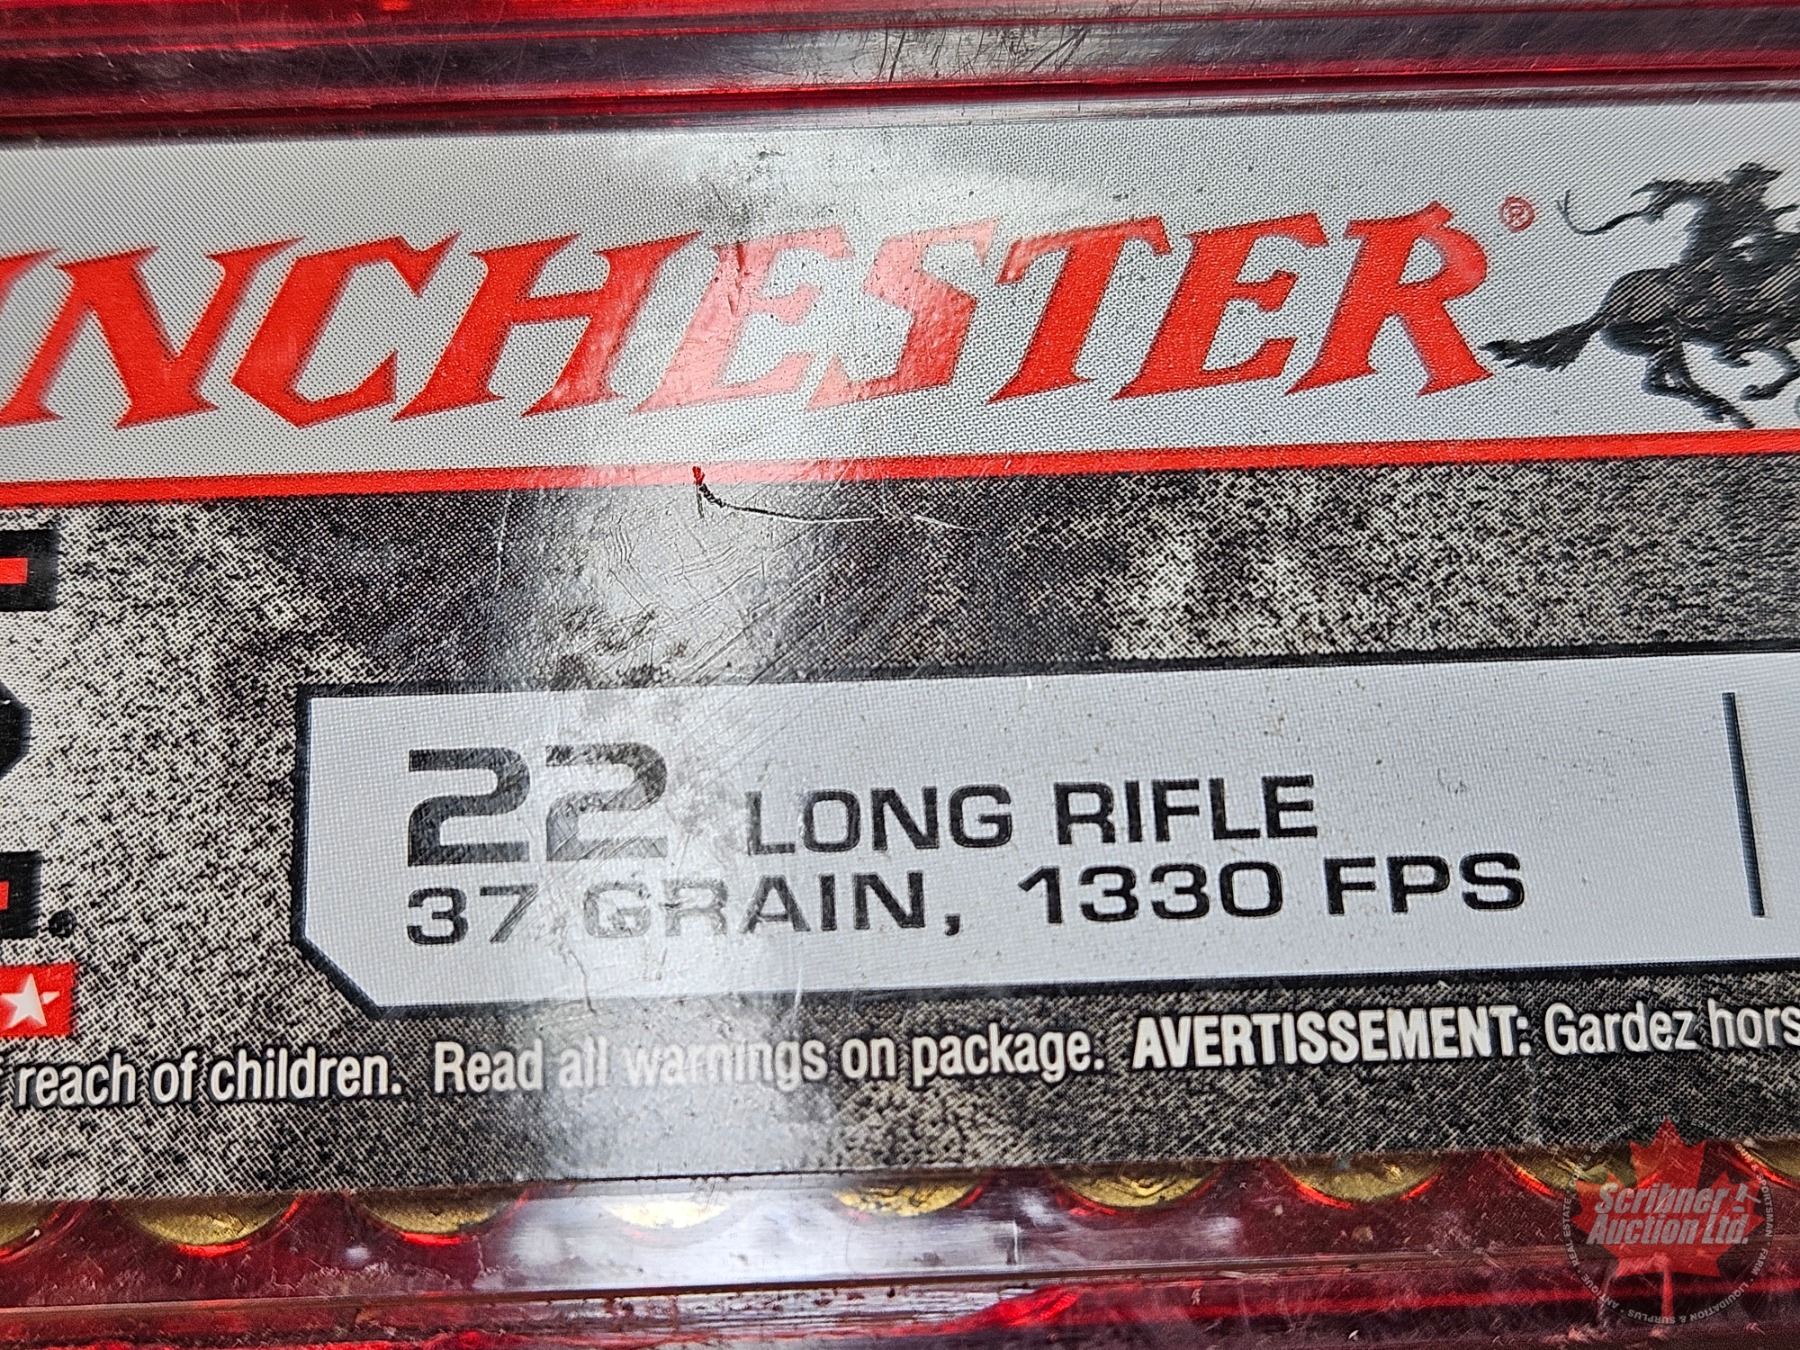 INCHESTER®
22 LONG RIFLE
37 GRAIN, 1330 FPS
reach of children. Read all warnings on package. AVERTISSEMENT: Gardez hors
Scribner
Auction Ltd.